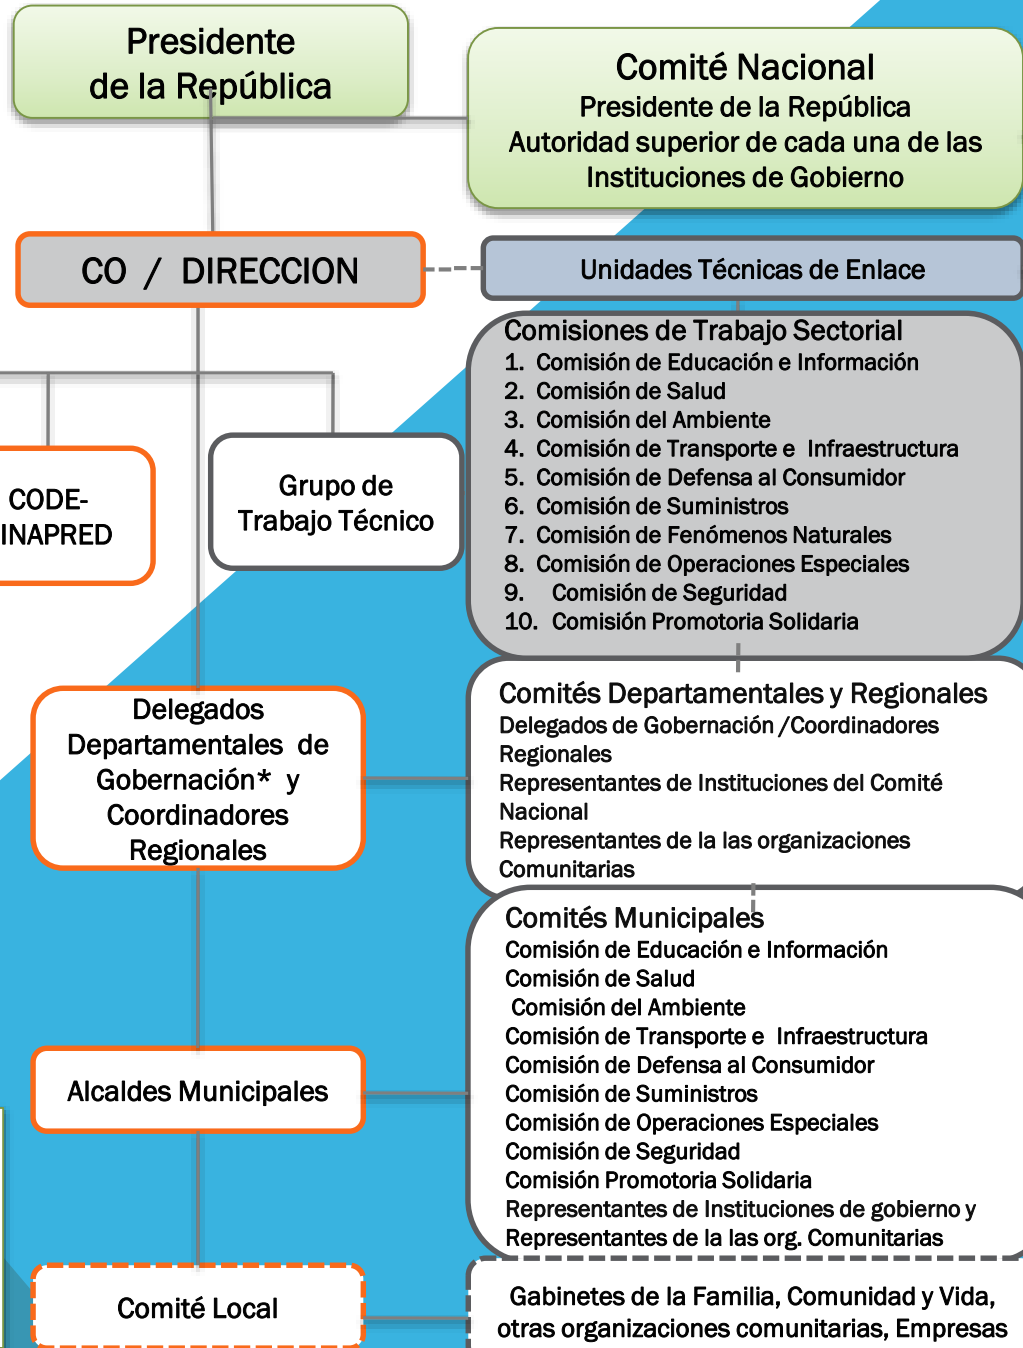 Presidente
de la República
Comité Nacional
Presidente de la República
Autoridad superior de cada una de las
Instituciones de Gobierno
CO / DIRECCION
Unidades Técnicas de Enlace
Comisiones de Trabajo Sectorial
1. Comisión de Educación e Información
2. Comisión de Salud
3. Comisión del Ambiente
4. Comisión de Transporte e Infraestructura
5. Comisión de Defensa al Consumidor
6. Comisión de Suministros
7. Comisión de Fenómenos Naturales
8. Comisión de Operaciones Especiales
9. Comisión de Seguridad
10. Comisión Promotoria Solidaria
CODE-
INAPRED
Grupo de
Trabajo Técnico
Delegados
Departamentales de
Gobernación* y
Coordinadores
Regionales
Comités Departamentales y Regionales
Delegados de Gobernación /Coordinadores
Regionales
Representantes de Instituciones del Comité
Nacional
Representantes de la las organizaciones
Comunitarias
Comités Municipales
Comisión de Educación e Información
Comisión de Salud
Comisión del Ambiente
Comisión de Transporte e Infraestructura
Comisión de Defensa al Consumidor
Comisión de Suministros
Comisión de Operaciones Especiales
Comisión de Seguridad
Comisión Promotoria Solidaria
Representantes de Instituciones de gobierno y
Representantes de la las org. Comunitarias
Alcaldes Municipales
Comité Local
Gabinetes de la Familia, Comunidad y Vida,
otras organizaciones comunitarias, Empresas